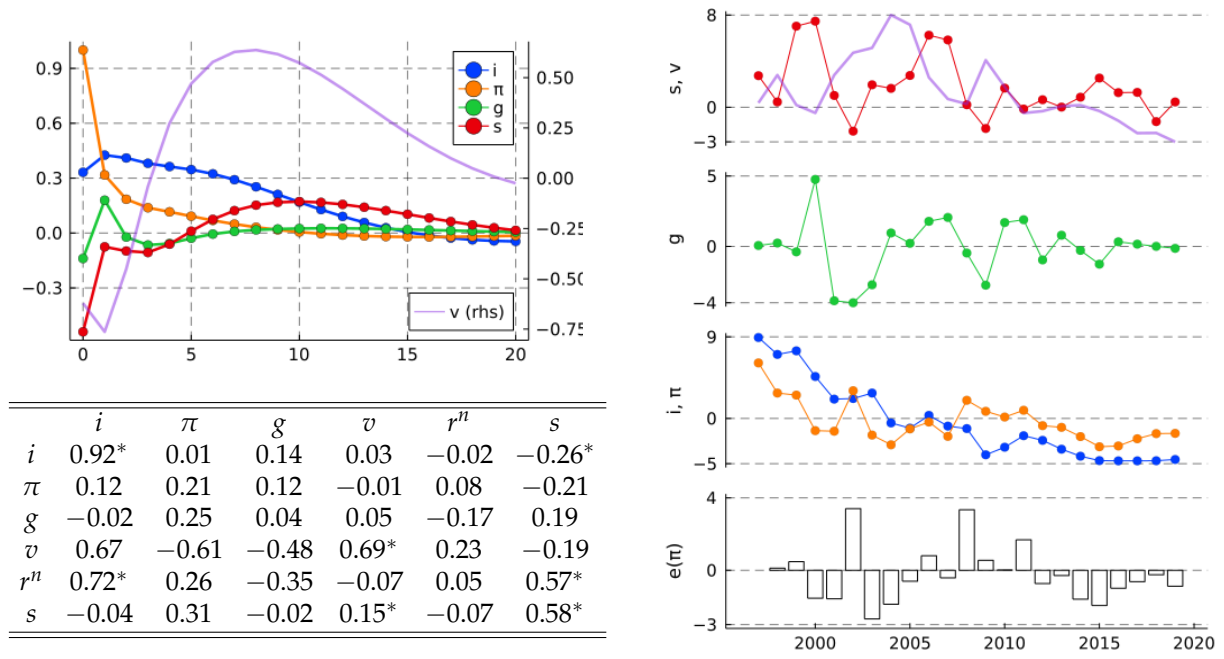 0.9
0.6
0.3
0.0
−0.3
0.50
0.25
0.00
−0.25
−0.50
−0.75
i
π
g
s
v (rhs)
0 5 10 15 20
i π g v rⁿ s
i 0.92* 0.01 0.14 0.03 −0.02 −0.26*
π 0.12 0.21 0.12 −0.01 0.08 −0.21
g −0.02 0.25 0.04 0.05 −0.17 0.19
v 0.67 −0.61 −0.48 0.69* 0.23 −0.19
rⁿ 0.72* 0.26 −0.35 −0.07 0.05 0.57*
s −0.04 0.31 −0.02 0.15* −0.07 0.58*
s, v
8
0
−3
g
5
0
−4
i, π
9
0
−5
e(π)
4
0
−3
2000 2005 2010 2015 2020